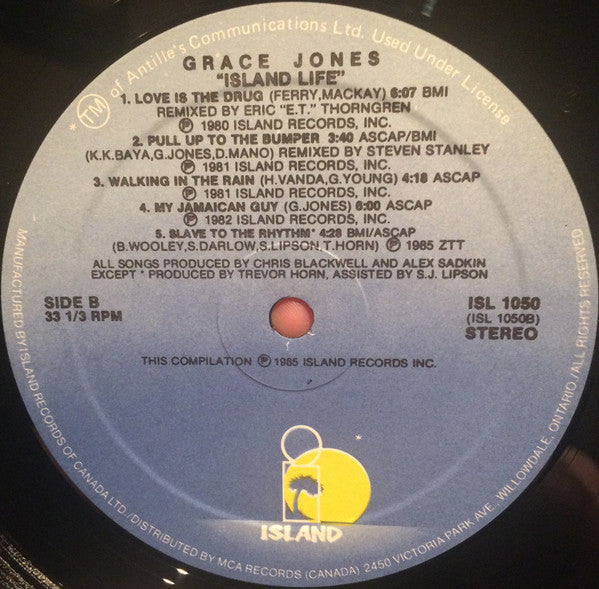 * TM of Antille's Communications Ltd. Used Under License
GRACE JONES
"ISLAND LIFE"
1. LOVE IS THE DRUG (FERRY,MACKAY) 6:07 BMI
REMIXED BY ERIC "E.T." THORNGREN
Ⓟ 1980 ISLAND RECORDS, INC.
2. PULL UP TO THE BUMPER 3:40 ASCAP/BMI
(K.K.BAYA,G.JONES,D.MANO) REMIXED BY STEVEN STANLEY
Ⓟ 1981 ISLAND RECORDS, INC.
3. WALKING IN THE RAIN (H.VANDA,G.YOUNG) 4:18 ASCAP
Ⓟ 1981 ISLAND RECORDS, INC.
4. MY JAMAICAN GUY (G.JONES) 6:00 ASCAP
Ⓟ 1982 ISLAND RECORDS, INC.
5. SLAVE TO THE RHYTHM* 4:28 BMI/ASCAP
(B.WOOLEY,S.DARLOW,S.LIPSON,T.HORN) Ⓟ 1985 ZTT
ALL SONGS PRODUCED BY CHRIS BLACKWELL AND ALEX SADKIN
EXCEPT * PRODUCED BY TREVOR HORN, ASSISTED BY S.J. LIPSON
SIDE B
33 1/3 RPM
ISL 1050
(ISL 1050B)
STEREO
THIS COMPILATION Ⓟ 1985 ISLAND RECORDS INC.
*
ISLAND
MANUFACTURED BY ISLAND RECORDS OF CANADA LTD./DISTRIBUTED BY MCA RECORDS (CANADA) 2450 VICTORIA PARK AVE., WILLOWDALE, ONTARIO / ALL RIGHTS RESERVED